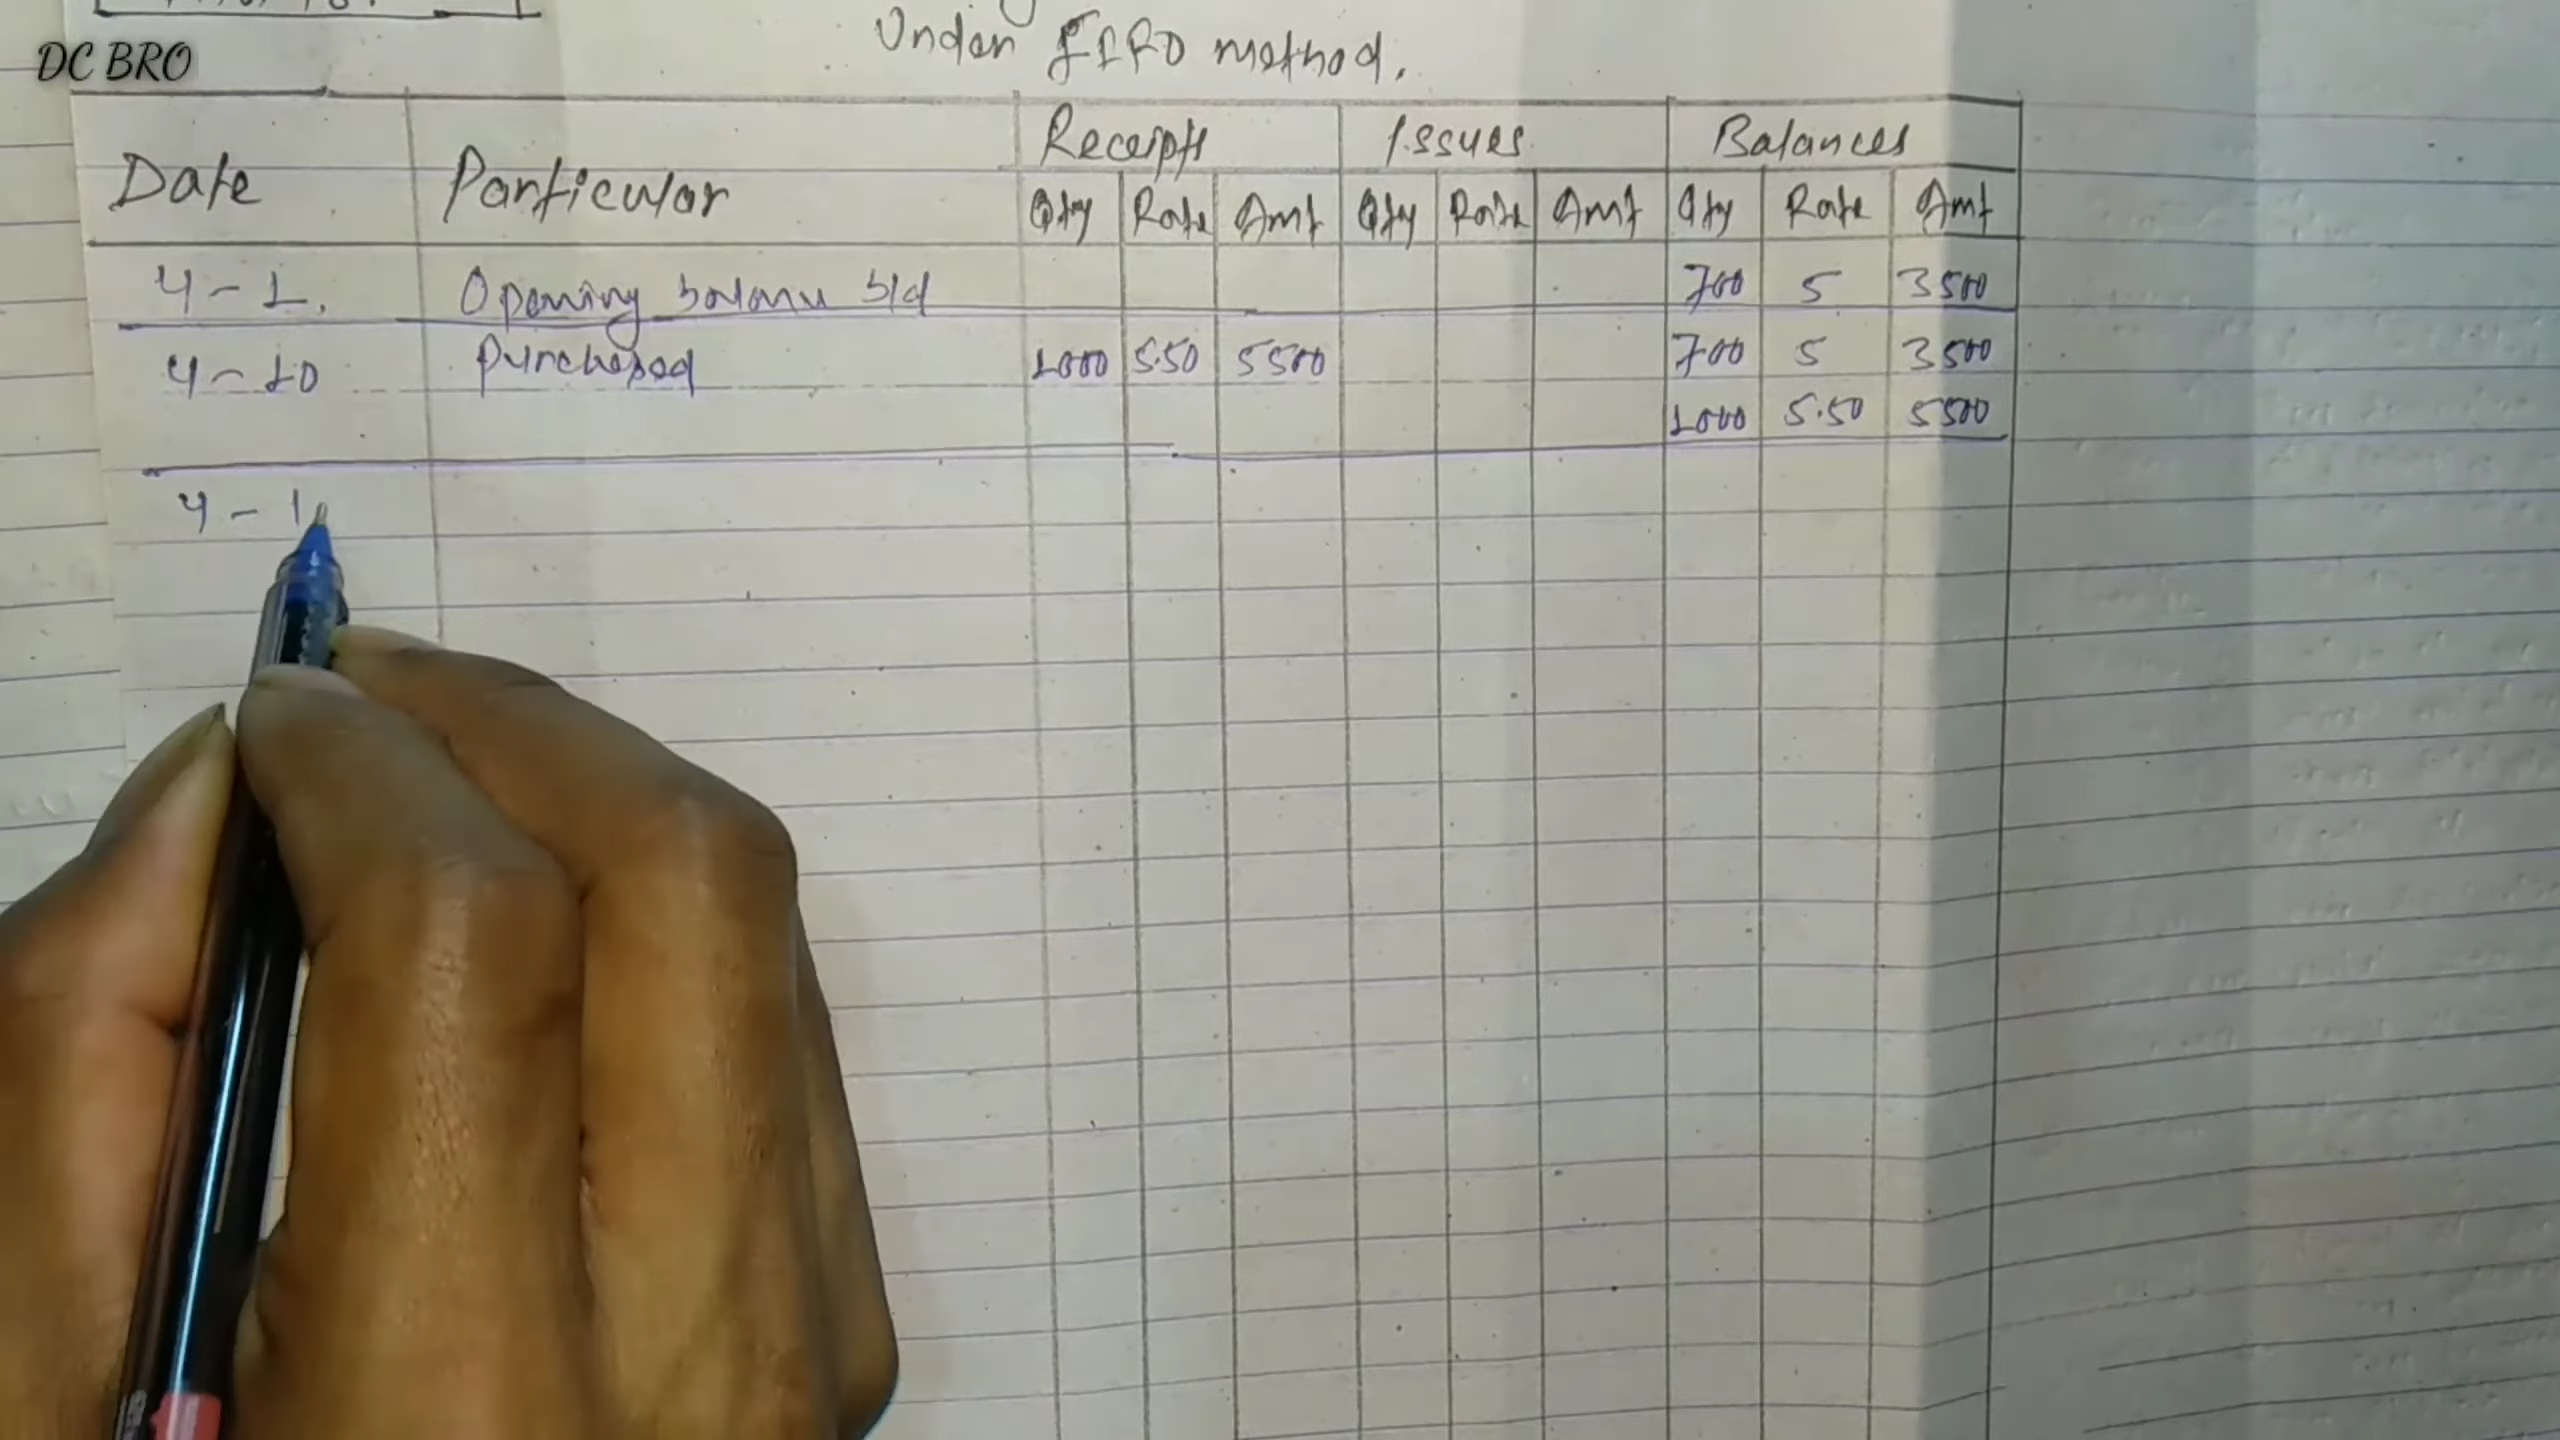 DC BRO
Under FIFO method.
Date Particular Receipts Issues Balances
Qty Rate Amt Qty Rate Amt Qty Rate Amt
4-1. Opening balanu b/d 700 5 3500
4-10 Purchased 1000 5.50 5500 700 5 3500
1000 5.50 5500
4-1